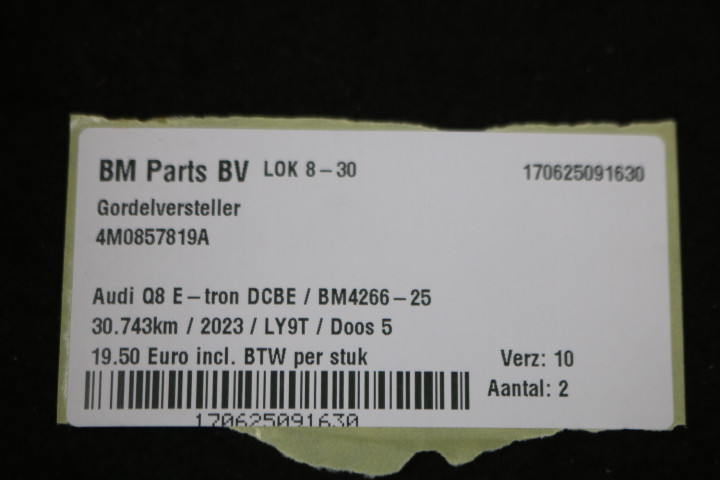 BM Parts BV LOK 8-30 170625091630
Gordelversteller
4M0857819A
Audi Q8 E-tron DCBE / BM4266-25
30.743km / 2023 / LY9T / Doos 5
19.50 Euro incl. BTW per stuk Verz: 10
Aantal: 2
170625091630